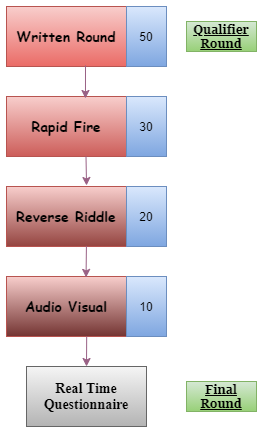 Written Round 50
Qualifier
Round
Rapid Fire 30
Reverse Riddle 20
Audio Visual 10
Real Time
Questionnaire
Final
Round